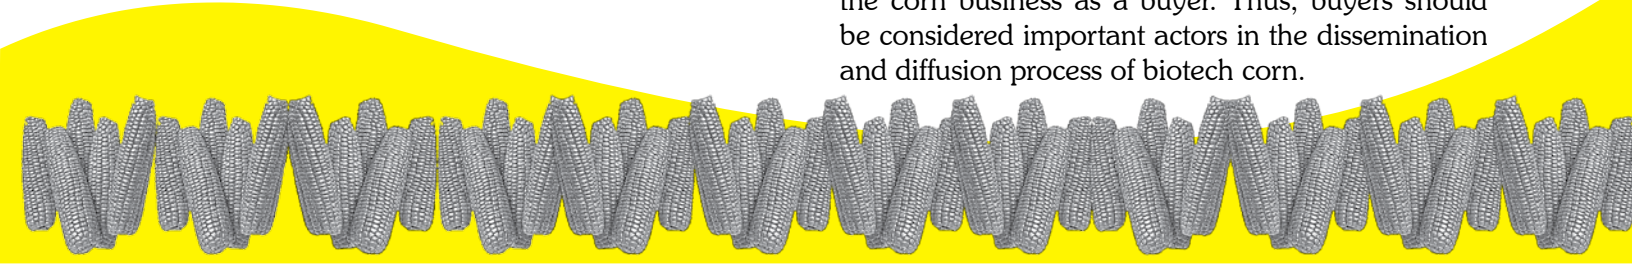 the corn business as a buyer. Thus, buyers should
be considered important actors in the dissemination
and diffusion process of biotech corn.